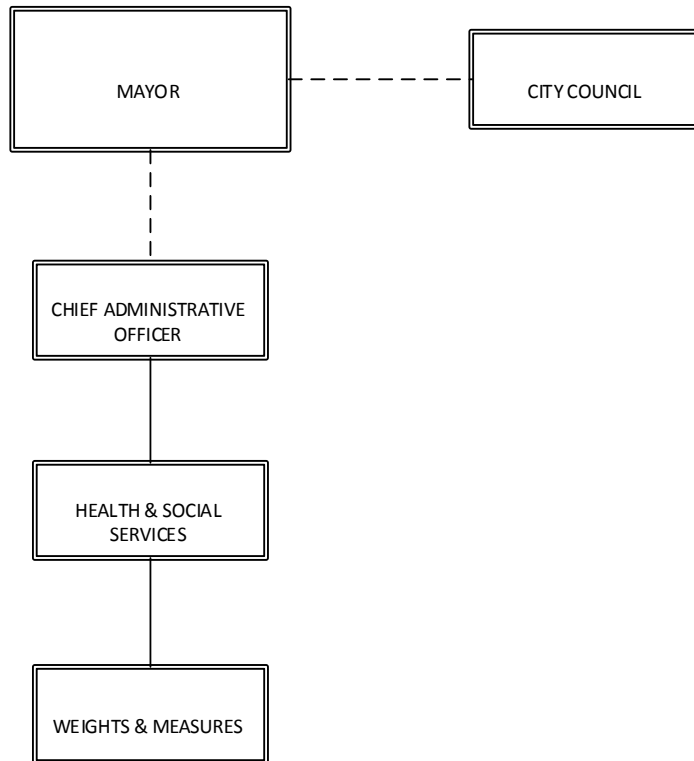 MAYOR
CITY COUNCIL
CHIEF ADMINISTRATIVE
OFFICER
HEALTH & SOCIAL
SERVICES
WEIGHTS & MEASURES